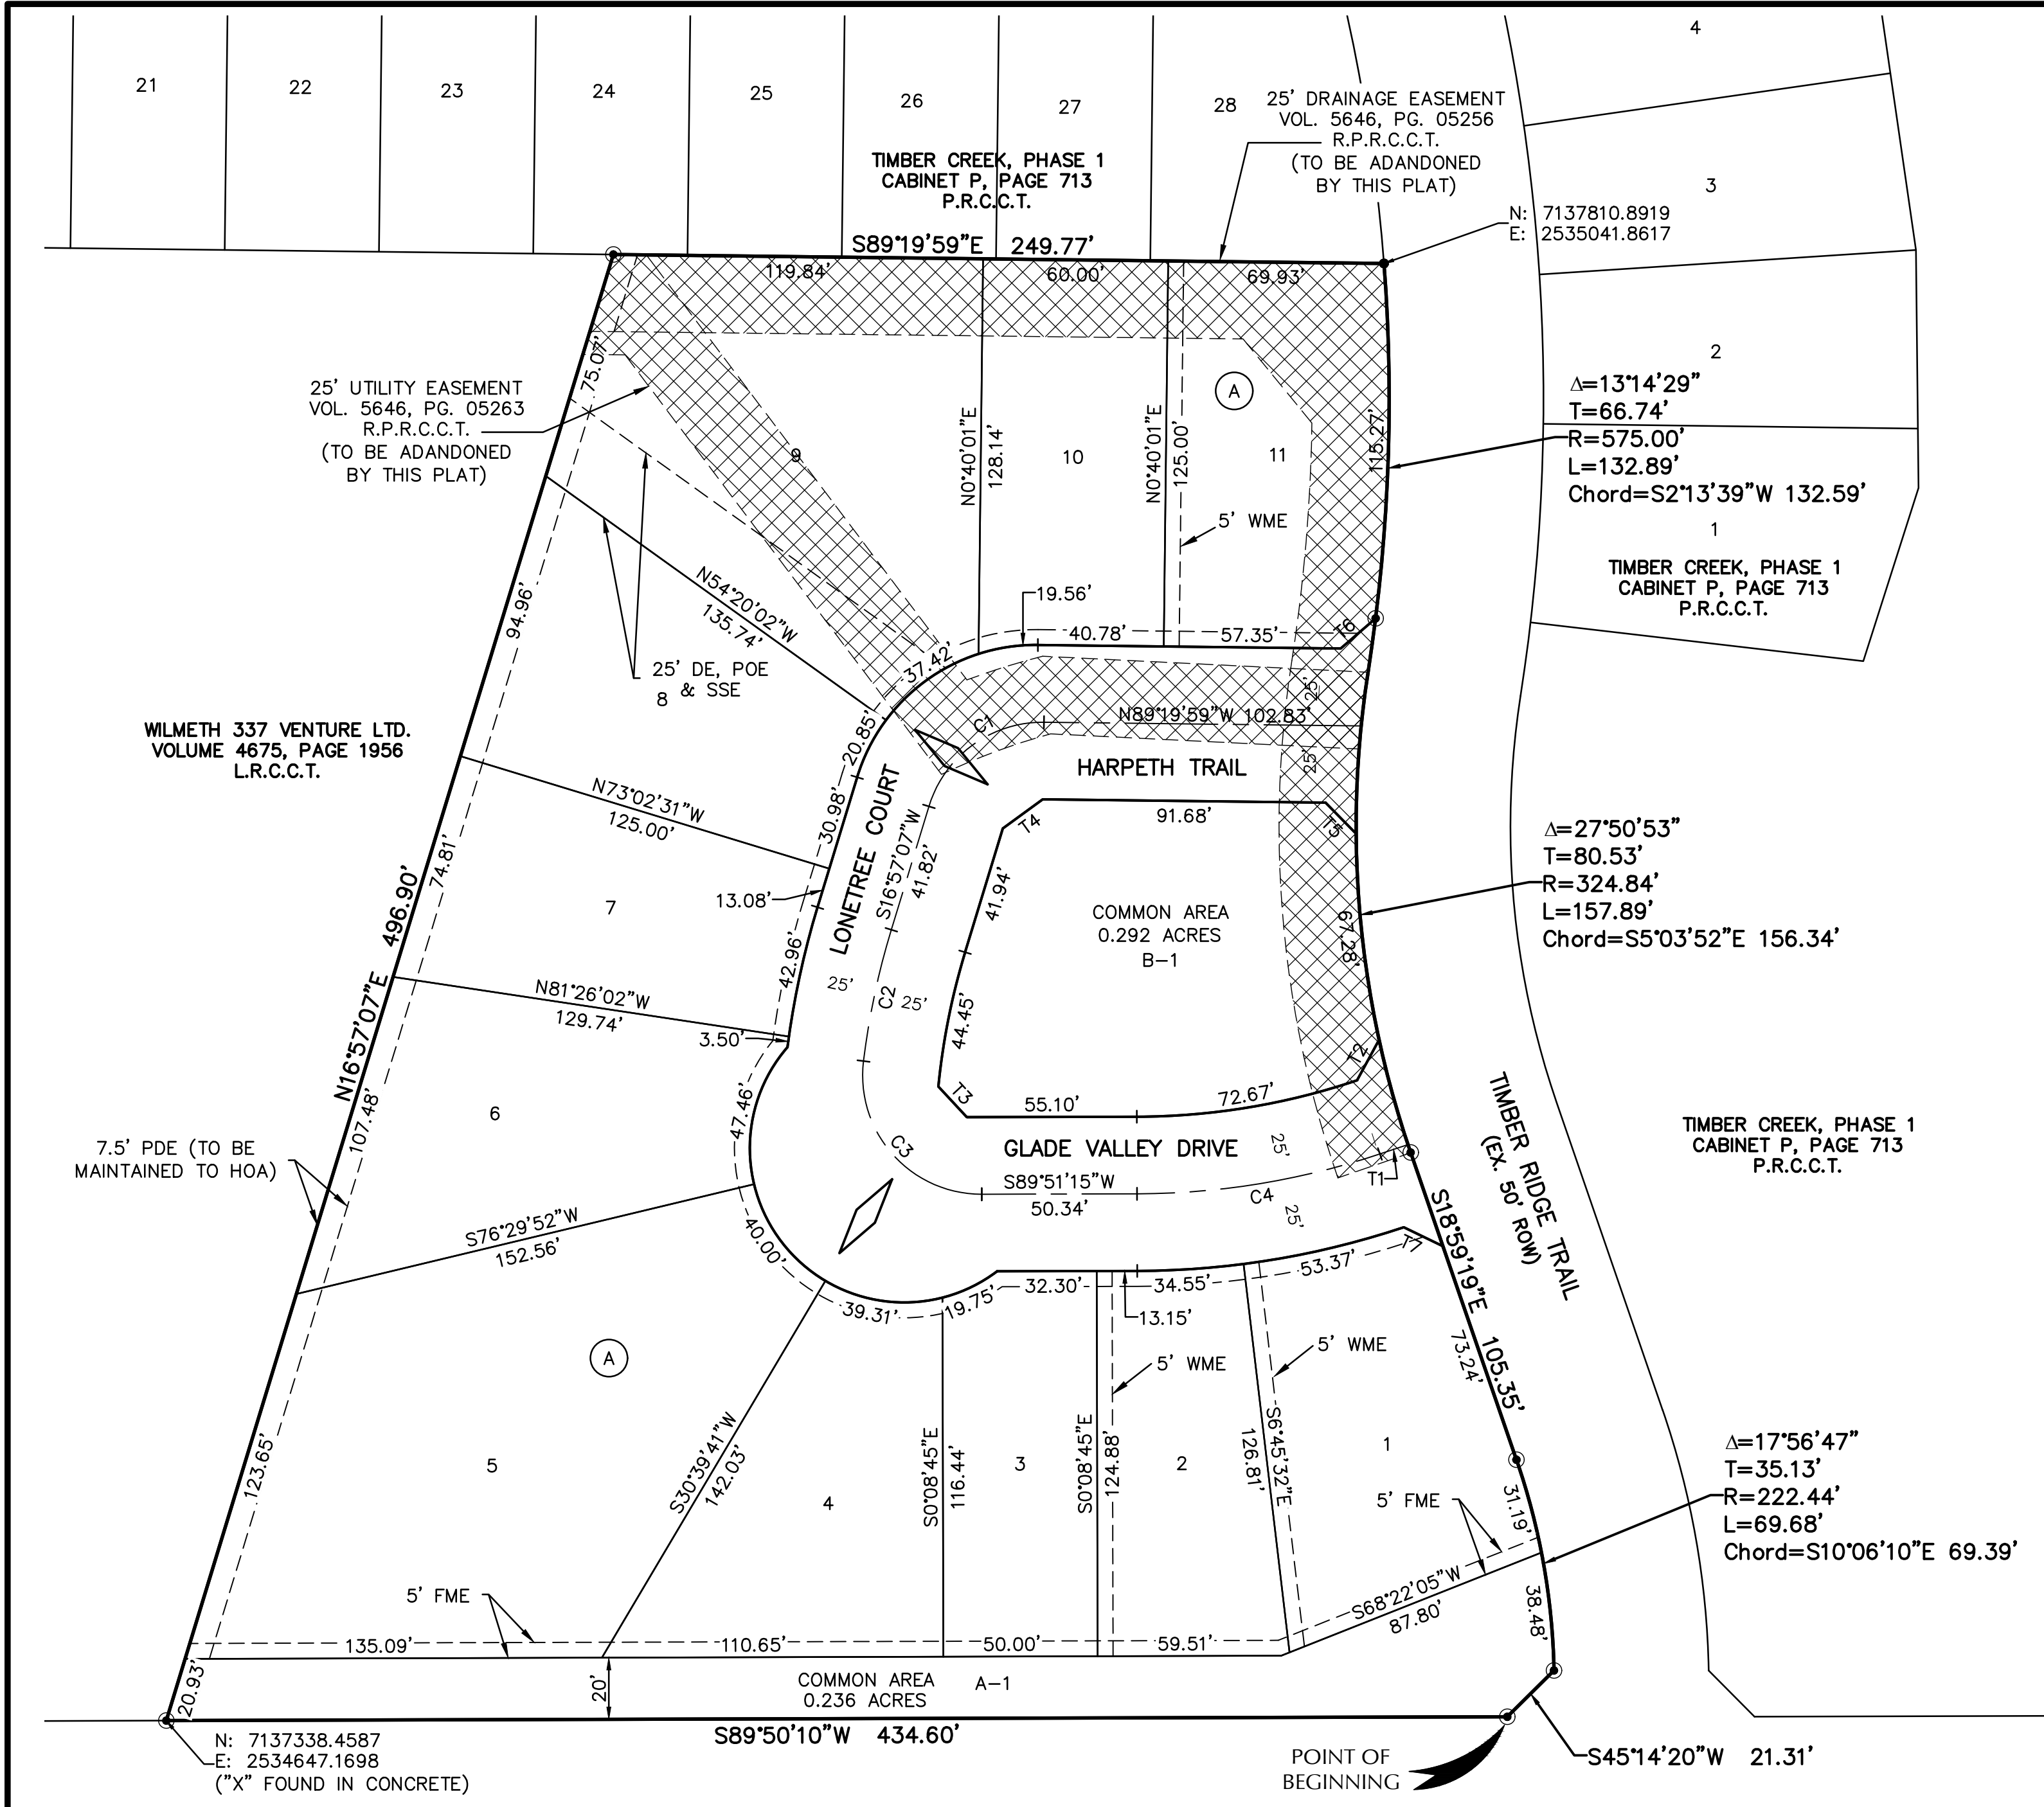 21
22
23
24
25
26
27
28
4
3
2
1
25' DRAINAGE EASEMENT
VOL. 5646, PG. 05256
R.P.R.C.C.T.
(TO BE ADANDONED
BY THIS PLAT)
TIMBER CREEK, PHASE 1
CABINET P, PAGE 713
P.R.C.C.T.
N: 7137810.8919
E: 2535041.8617
S89°19'59"E 249.77'
119.84'
60.00'
69.93'
75.07'
25' UTILITY EASEMENT
VOL. 5646, PG. 05263
R.P.R.C.C.T.
(TO BE ADANDONED
BY THIS PLAT)
9
N0°40'01"E
128.14'
10
N0°40'01"E
125.00'
A
11
115.27'
5' WME
Δ=13°14'29"
T=66.74'
R=575.00'
L=132.89'
Chord=S2°13'39"W 132.59'
TIMBER CREEK, PHASE 1
CABINET P, PAGE 713
P.R.C.C.T.
94.96'
N54°20'02"W
135.74'
25' DE, POE
& SSE
8
19.56'
40.78'
57.35'
T6
37.42'
20.85'
C1
N89°19'59"W 102.83'
25'
25'
HARPETH TRAIL
WILMETH 337 VENTURE LTD.
VOLUME 4675, PAGE 1956
L.R.C.C.T.
N73°02'31"W
125.00'
30.98'
LONETREE COURT
S16°57'07"W
41.82'
T4
91.68'
T5
41.94'
COMMON AREA
0.292 ACRES
B-1
67.28'
Δ=27°50'53"
T=80.53'
R=324.84'
L=157.89'
Chord=S5°03'52"E 156.34'
74.81'
7
13.08'
42.96'
25'
C2
25'
44.45'
N16°57'07"E 496.90'
N81°26'02"W
129.74'
3.50'
T2
T3
55.10'
72.67'
107.48'
6
47.46'
C3
GLADE VALLEY DRIVE
25'
S89°51'15"W
50.34'
C4
25'
T1
7.5' PDE (TO BE
MAINTAINED TO HOA)
TIMBER RIDGE TRAIL
(EX. 50' ROW)
TIMBER CREEK, PHASE 1
CABINET P, PAGE 713
P.R.C.C.T.
S76°29'52"W
152.56'
40.00'
39.31'
19.75'
32.30'
34.55'
53.37'
T7
13.15'
S18°59'19"E 105.35'
73.24'
A
5' WME
5' WME
123.65'
5
S30°39'41"W
142.03'
4
S0°08'45"E
116.44'
3
S0°08'45"E
124.88'
2
S6°45'32"E
126.81'
1
31.19'
5' FME
Δ=17°56'47"
T=35.13'
R=222.44'
L=69.68'
Chord=S10°06'10"E 69.39'
5' FME
S68°22'05"W
87.80'
38.48'
135.09'
110.65'
50.00'
59.51'
20.93'
20'
COMMON AREA
0.236 ACRES
A-1
S89°50'10"W 434.60'
N: 7137338.4587
E: 2534647.1698
("X" FOUND IN CONCRETE)
POINT OF
BEGINNING
S45°14'20"W 21.31'